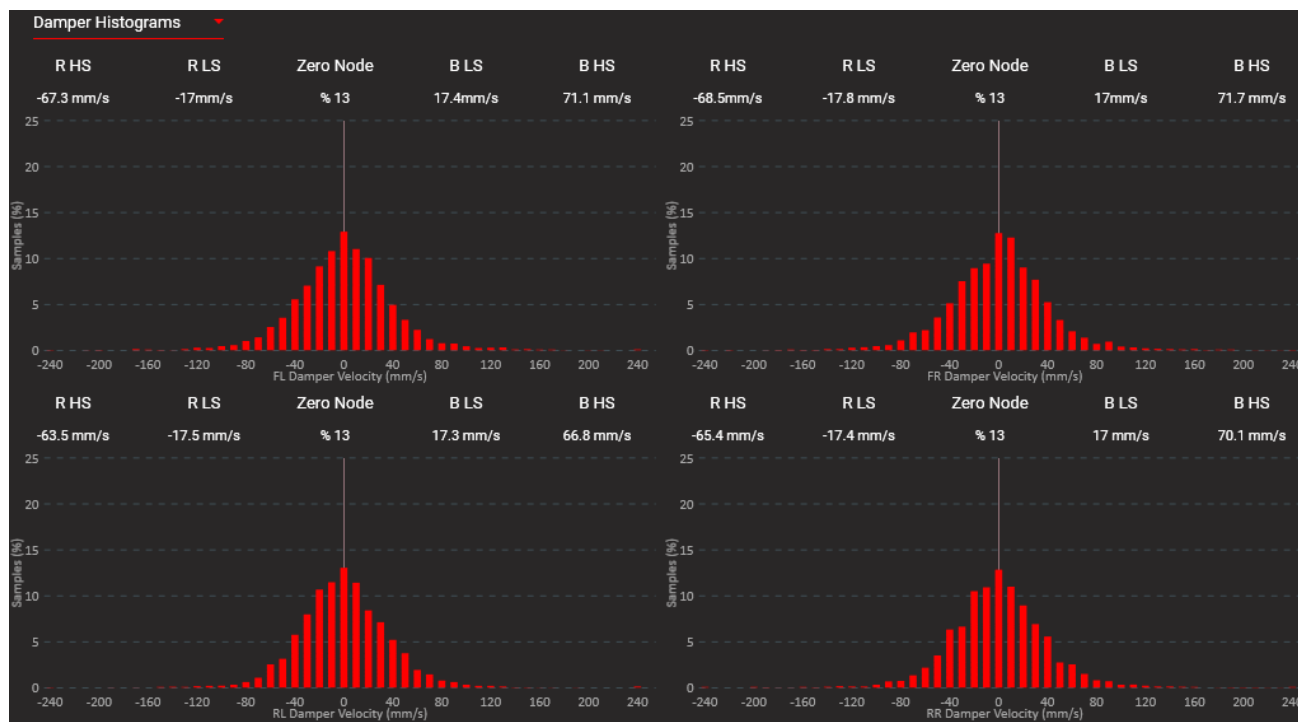 Damper Histograms
R HS R LS Zero Node B LS B HS R HS R LS Zero Node B LS B HS
-67.3 mm/s -17mm/s % 13 17.4mm/s 71.1 mm/s -68.5mm/s -17.8 mm/s % 13 17mm/s 71.7 mm/s
25 25
20 20
15 15
10 10
5 5
0 0
Samples (%) Samples (%)
-240 -200 -160 -120 -80 -40 0 40 80 120 160 200 240 -240 -200 -160 -120 -80 -40 0 40 80 120 160 200 240
FL Damper Velocity (mm/s) FR Damper Velocity (mm/s)
R HS R LS Zero Node B LS B HS R HS R LS Zero Node B LS B HS
-63.5 mm/s -17.5 mm/s % 13 17.3 mm/s 66.8 mm/s -65.4 mm/s -17.4 mm/s % 13 17 mm/s 70.1 mm/s
25 25
20 20
15 15
10 10
5 5
0 0
Samples (%) Samples (%)
-240 -200 -160 -120 -80 -40 0 40 80 120 160 200 240 -240 -200 -160 -120 -80 -40 0 40 80 120 160 200 240
RL Damper Velocity (mm/s) RR Damper Velocity (mm/s)